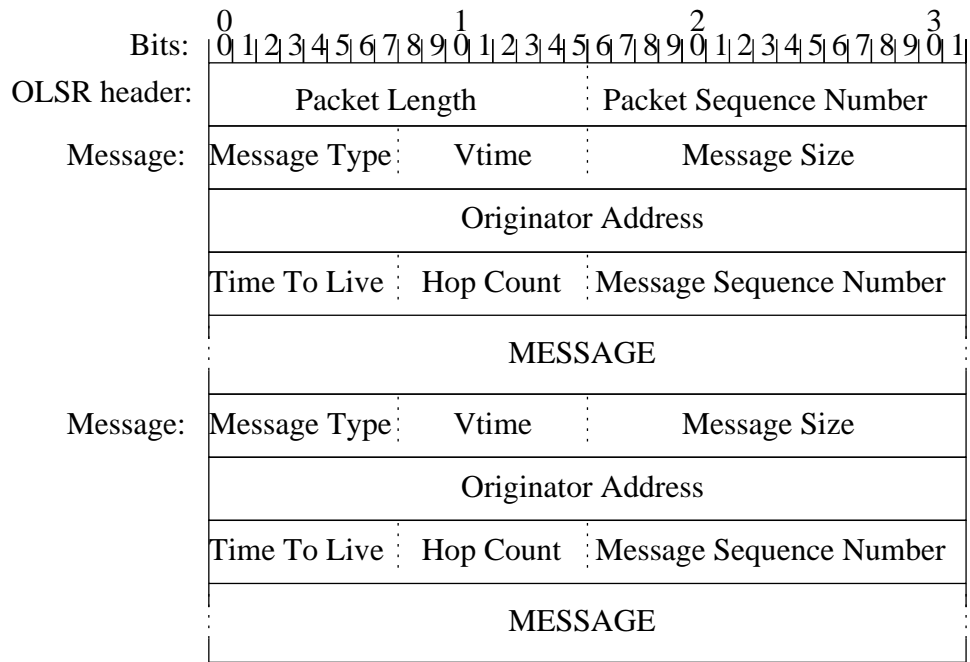 0 1 2 3
Bits: 0 1 2 3 4 5 6 7 8 9 0 1 2 3 4 5 6 7 8 9 0 1 2 3 4 5 6 7 8 9 0 1
OLSR header: Packet Length Packet Sequence Number
Message: Message Type Vtime Message Size
Originator Address
Time To Live Hop Count Message Sequence Number
MESSAGE
Message: Message Type Vtime Message Size
Originator Address
Time To Live Hop Count Message Sequence Number
MESSAGE